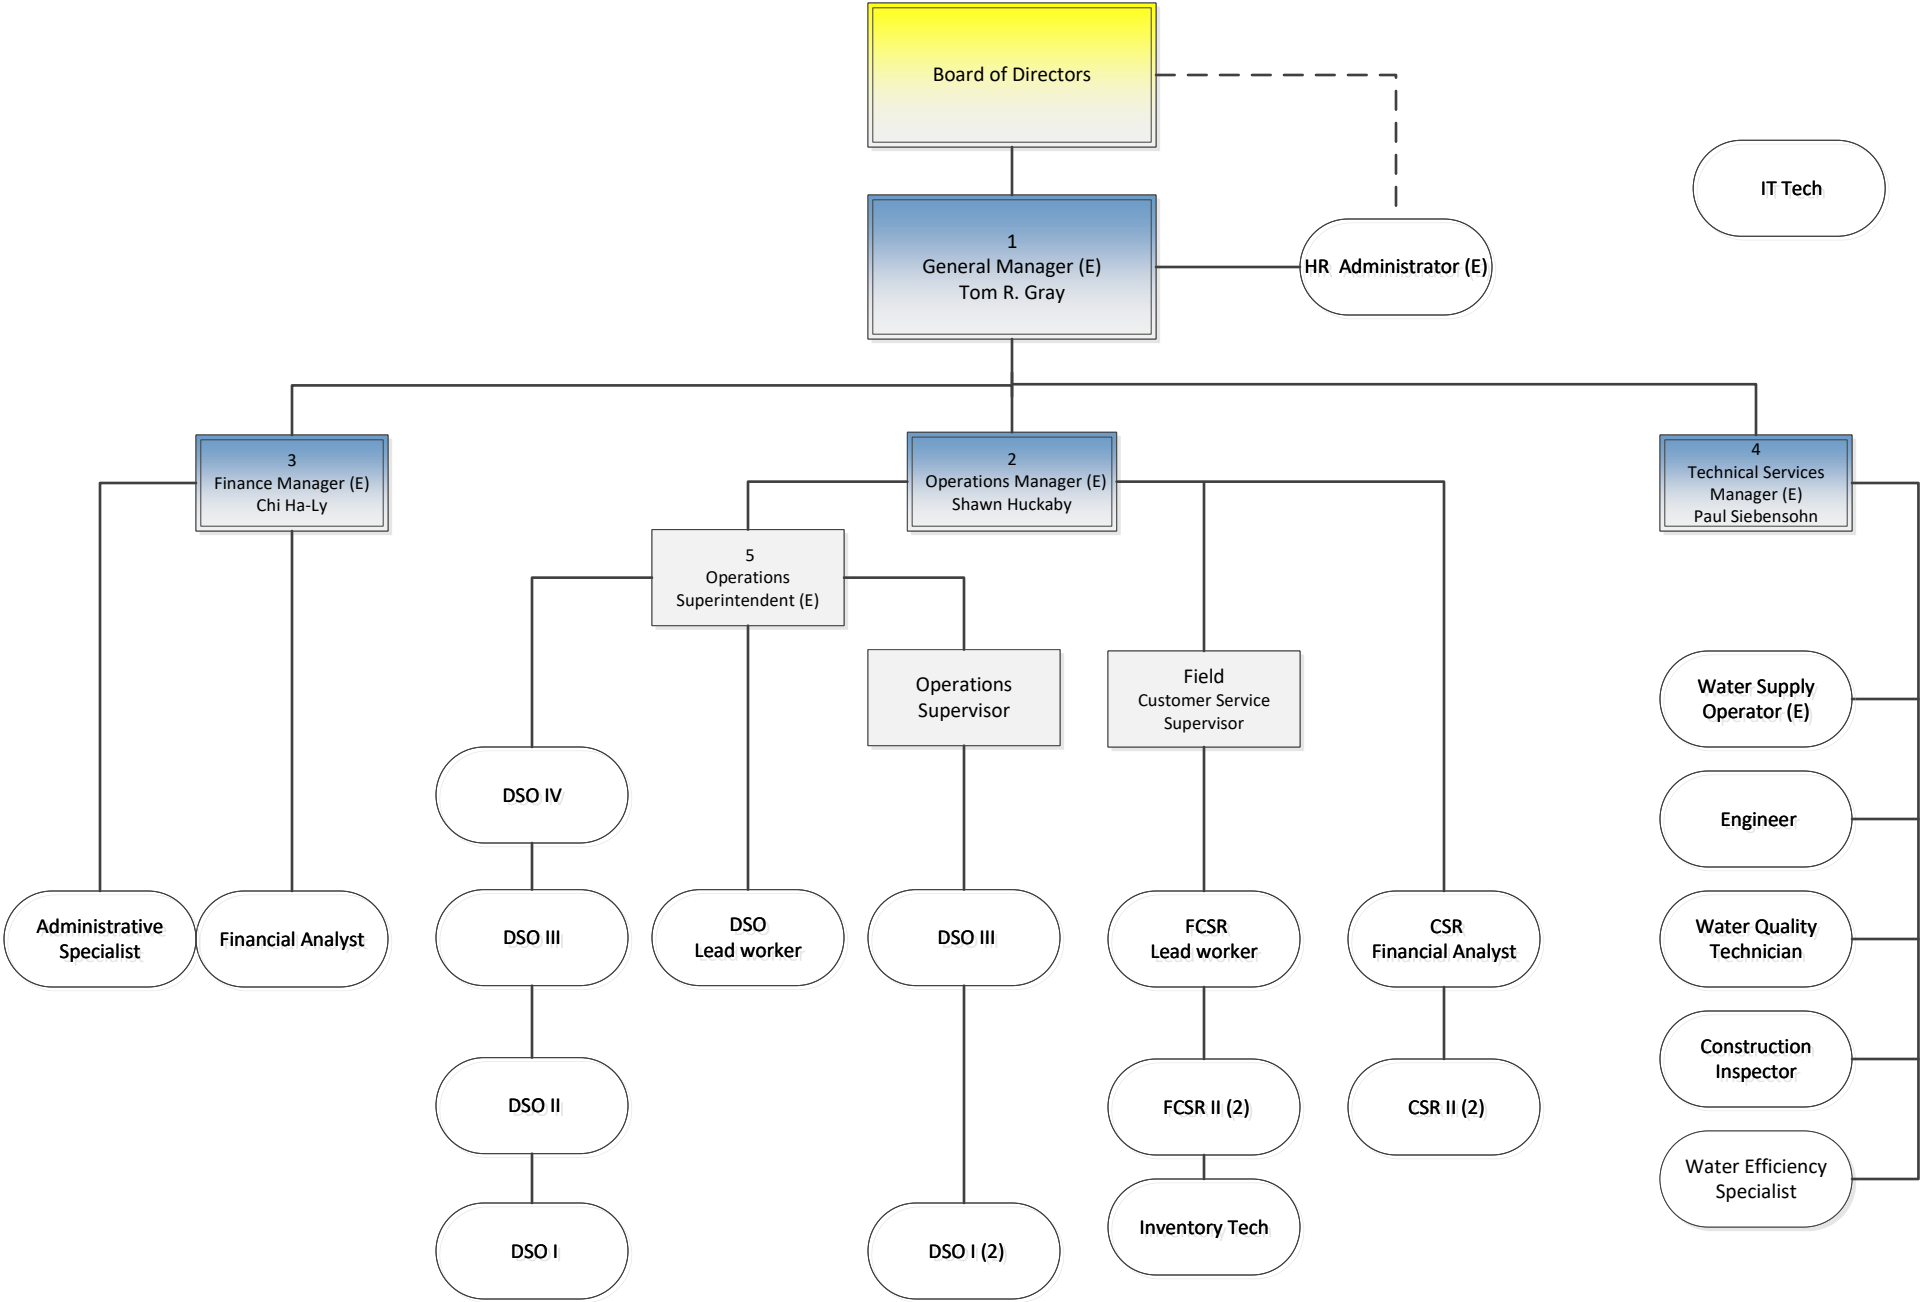 Board of Directors
IT Tech
1
General Manager (E)
Tom R. Gray
HR Administrator (E)
3
Finance Manager (E)
Chi Ha-Ly
2
Operations Manager (E)
Shawn Huckaby
4
Technical Services
Manager (E)
Paul Siebensohn
5
Operations
Superintendent (E)
Operations
Supervisor
Field
Customer Service
Supervisor
Water Supply
Operator (E)
DSO IV
Engineer
Administrative
Specialist
Financial Analyst
DSO III
DSO
Lead worker
DSO III
FCSR
Lead worker
CSR
Financial Analyst
Water Quality
Technician
Construction
Inspector
DSO II
FCSR II (2)
CSR II (2)
Water Efficiency
Specialist
DSO I
DSO I (2)
Inventory Tech